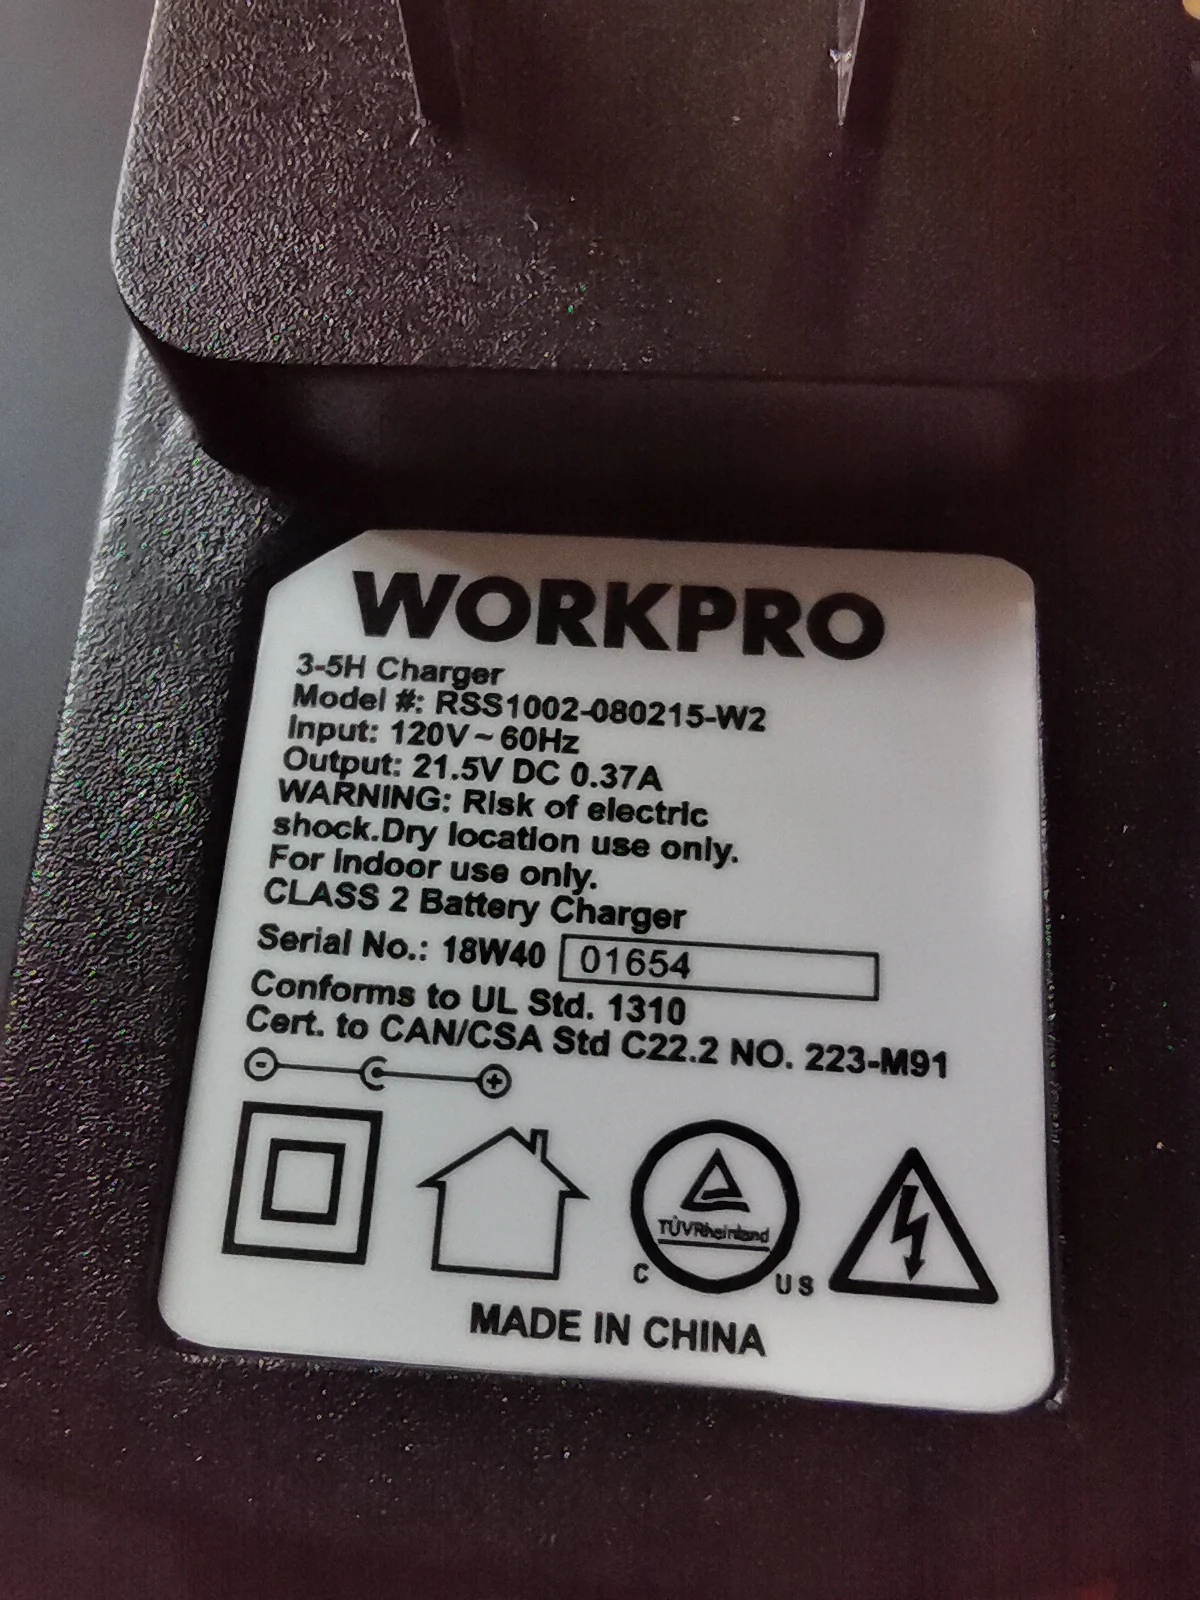 WORKPRO
3-5H Charger
Model #: RSS1002-080215-W2
Input: 120V ~ 60Hz
Output: 21.5V DC 0.37A
WARNING: Risk of electric
shock.Dry location use only.
For indoor use only.
CLASS 2 Battery Charger
Serial No.: 18W40 01654
Conforms to UL Std. 1310
Cert. to CAN/CSA Std C22.2 NO. 223-M91
- +
TÜVRheinland
C US
MADE IN CHINA